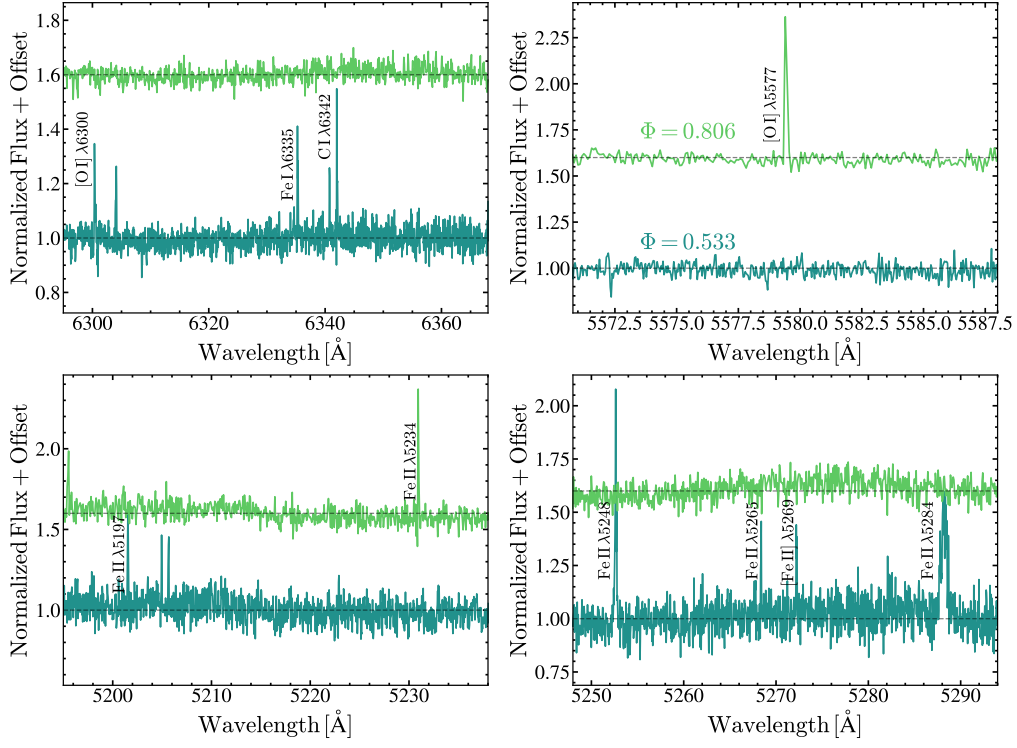 1.8
1.6
1.4
1.2
1.0
0.8
Normalized Flux + Offset
[O I] λ6300
Fe I λ6335
C I λ6342
6300
6320
6340
6360
Wavelength [Å]
2.25
2.00
1.75
1.50
1.25
1.00
Normalized Flux + Offset
[O I] λ5577
Φ = 0.806
Φ = 0.533
5572.5
5575.0
5577.5
5580.0
5582.5
5585.0
5587.5
Wavelength [Å]
2.0
1.5
1.0
Normalized Flux + Offset
Fe II λ5197
Fe II λ5234
5200
5210
5220
5230
Wavelength [Å]
2.00
1.75
1.50
1.25
1.00
0.75
Normalized Flux + Offset
Fe II λ5248
Fe II λ5265
[Fe II] λ5269
Fe II λ5284
5250
5260
5270
5280
5290
Wavelength [Å]